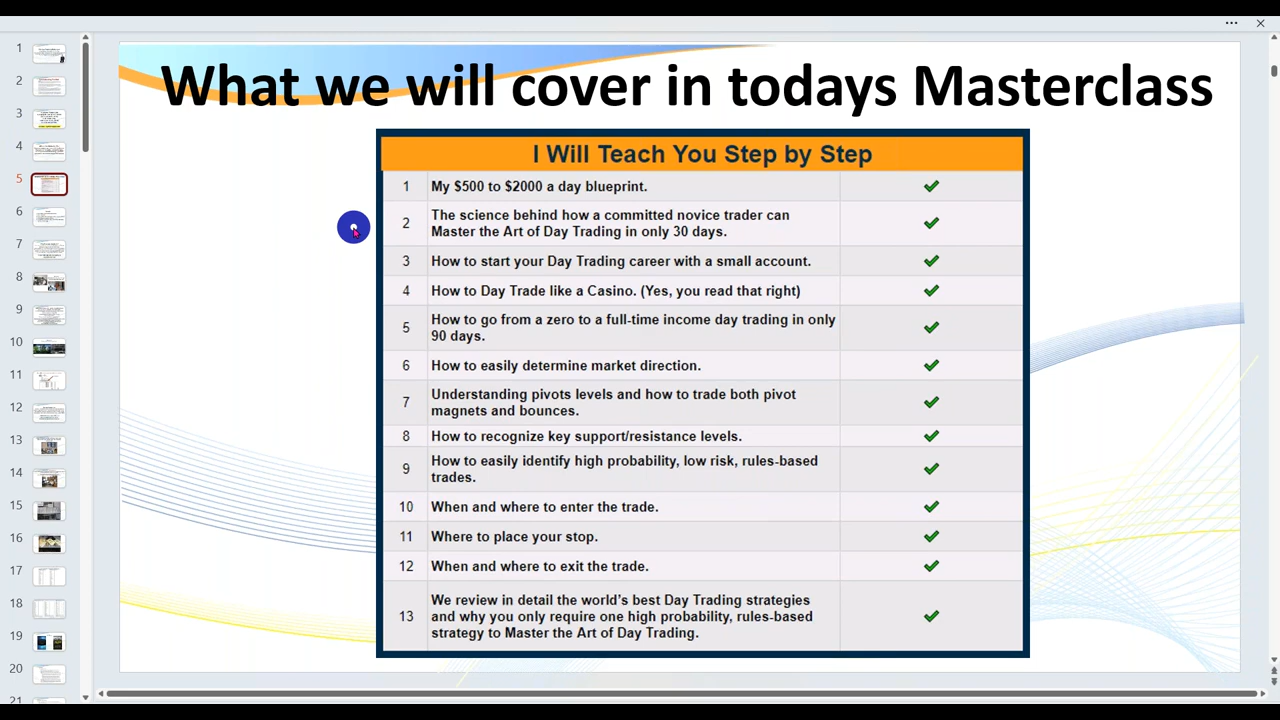 What we will cover in todays Masterclass
I Will Teach You Step by Step
1 My $500 to $2000 a day blueprint.
2 The science behind how a committed novice trader can
Master the Art of Day Trading in only 30 days.
3 How to start your Day Trading career with a small account.
4 How to Day Trade like a Casino. (Yes, you read that right)
5 How to go from a zero to a full-time income day trading in only
90 days.
6 How to easily determine market direction.
7 Understanding pivots levels and how to trade both pivot
magnets and bounces.
8 How to recognize key support/resistance levels.
9 How to easily identify high probability, low risk, rules-based
trades.
10 When and where to enter the trade.
11 Where to place your stop.
12 When and where to exit the trade.
13 We review in detail the world's best Day Trading strategies
and why you only require one high probability, rules-based
strategy to Master the Art of Day Trading.
1
2
3
4
5
6
8
9
10
11
12
13
14
15
16
17
18
19
20